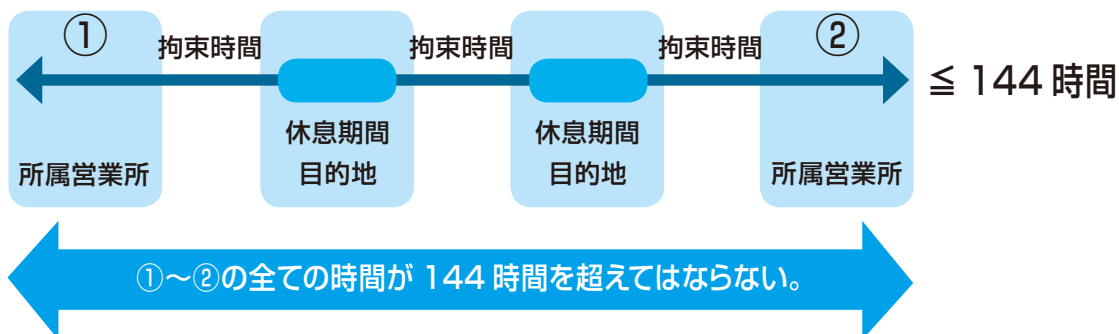 ①
②
拘束時間
拘束時間
拘束時間
≦ 144 時間
休息期間
目的地
休息期間
目的地
所属営業所
所属営業所
①～②の全ての時間が 144 時間を超えてはならない。